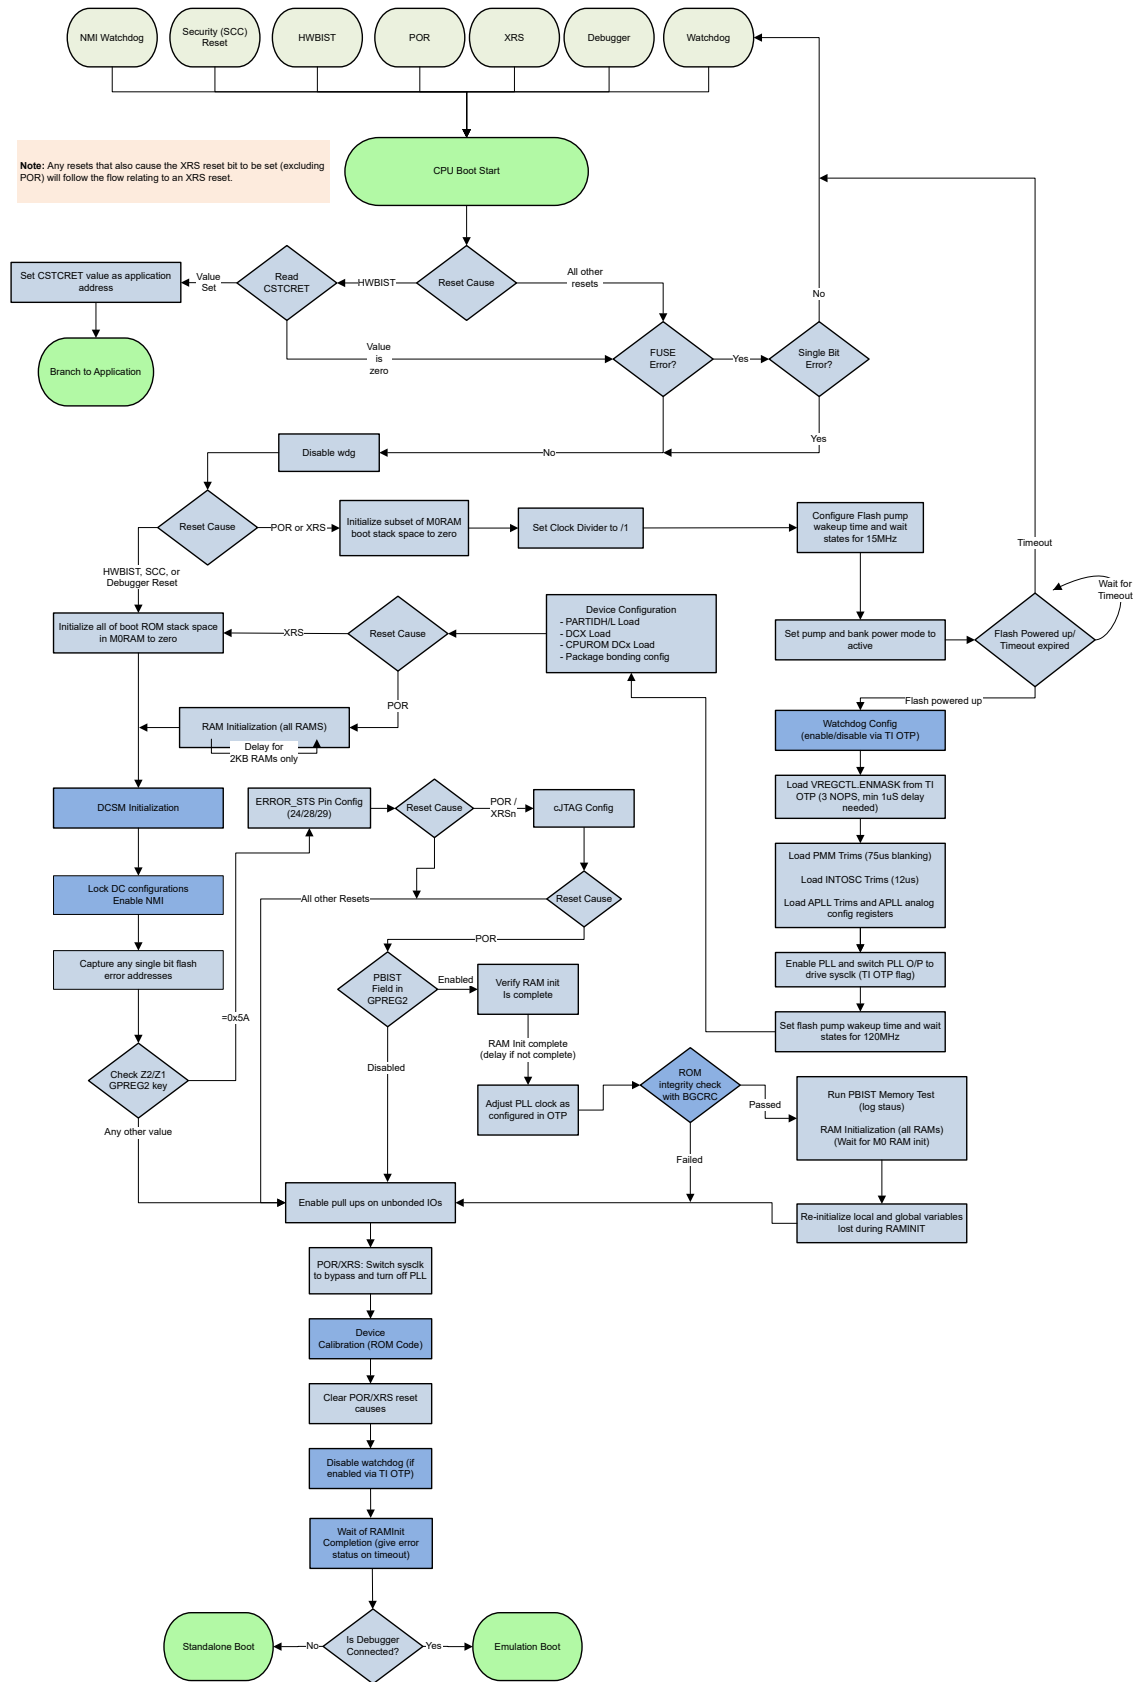 NMI Watchdog
Security (SCC)
Reset
HWBIST
POR
XRS
Debugger
Watchdog
Note: Any resets that also cause the XRS reset bit to be set (excluding
POR) will follow the flow relating to an XRS reset.
CPU Boot Start
Set CSTCRET value as application
address
Value
Set
Read
CSTCRET
HWBIST
Reset Cause
All other
resets
No
Branch to Application
Value
is
zero
FUSE
Error?
Yes
Single Bit
Error?
Yes
Disable wdg
No
Reset Cause
POR or XRS
Initialize subset of M0RAM
boot stack space to zero
Set Clock Divider to /1
Configure Flash pump
wakeup time and wait
states for 15MHz
Timeout
HWBIST, SCC, or
Debugger Reset
Wait for
Timeout
Initialize all of boot ROM stack space
in M0RAM to zero
XRS
Reset Cause
Device Configuration
- PARTIDH/L Load
- DCX Load
- CPUROM DCx Load
- Package bonding config
Set pump and bank power mode to
active
Flash Powered up/
Timeout expired
POR
Flash powered up
RAM Initialization (all RAMS)
Delay for
2KB RAMs only
Watchdog Config
(enable/disable via TI OTP)
DCSM Initialization
ERROR_STS Pin Config
(24/28/29)
Reset Cause
POR /
XRSn
cJTAG Config
Load VREGCTL.ENMASK from TI
OTP (3 NOPS, min 1uS delay
needed)
Load PMM Trims (75us blanking)
Load INTOSC Trims (12us)
Load APLL Trims and APLL analog
config registers
Lock DC configurations
Enable NMI
All other Resets
Reset Cause
POR
Capture any single bit flash
error addresses
PBIST
Field in
GPREG2
Enabled
Verify RAM init
Is complete
Enable PLL and switch PLL O/P to
drive sysclk (TI OTP flag)
=0x5A
Set flash pump wakeup time and wait
states for 120MHz
RAM Init complete
(delay if not complete)
Disabled
Check Z2/Z1
GPREG2 key
ROM
integrity check
with BGCRC
Adjust PLL clock as
configured in OTP
Passed
Run PBIST Memory Test
(log staus)
RAM Initialization (all RAMs)
(Wait for M0 RAM init)
Any other value
Failed
Enable pull ups on unbonded IOs
Re-initialize local and global variables
lost during RAMINIT
POR/XRS: Switch sysclk
to bypass and turn off PLL
Device
Calibration (ROM Code)
Clear POR/XRS reset
causes
Disable watchdog (if
enabled via TI OTP)
Wait of RAMInit
Completion (give error
status on timeout)
Standalone Boot
No
Is Debugger
Connected?
Yes
Emulation Boot